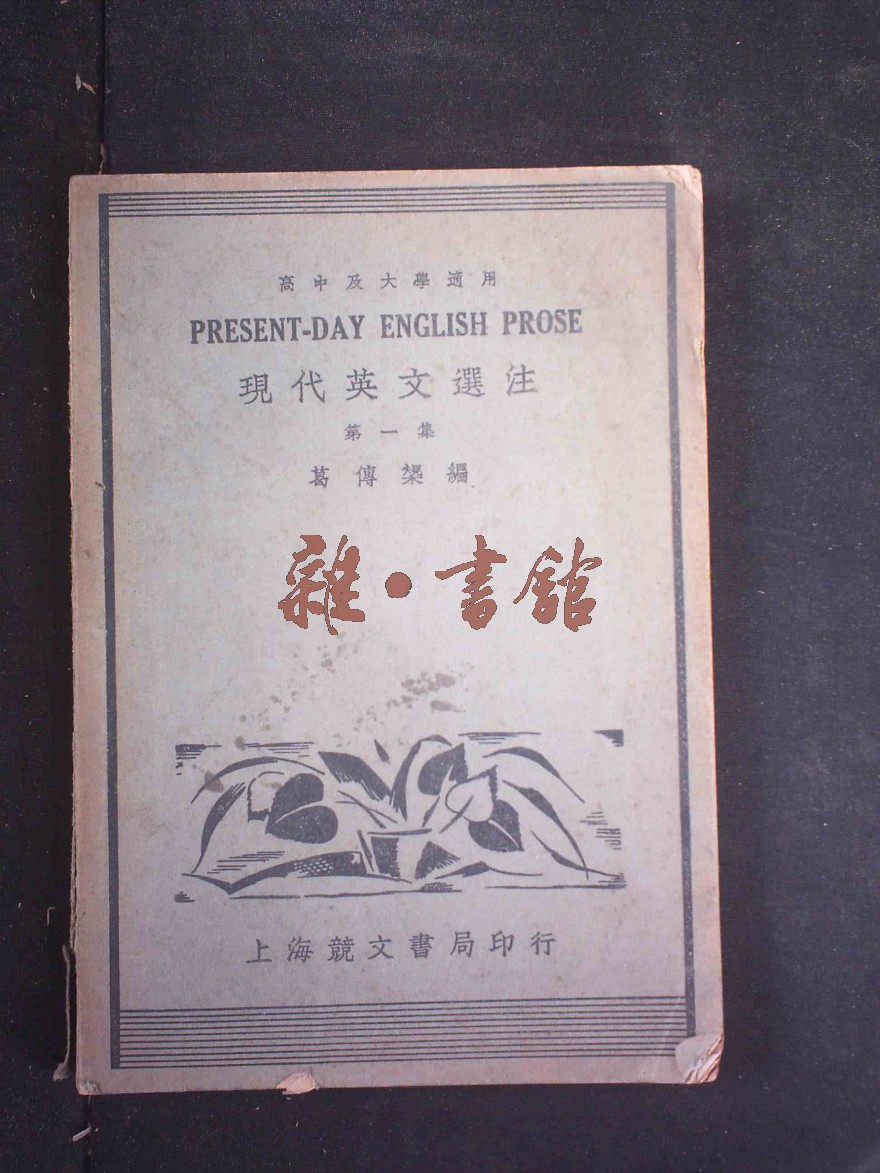 高中及大學適用
PRESENT-DAY ENGLISH PROSE
現代英文選注
第一集
葛傳槼編
雜·書館
上海競文書局印行